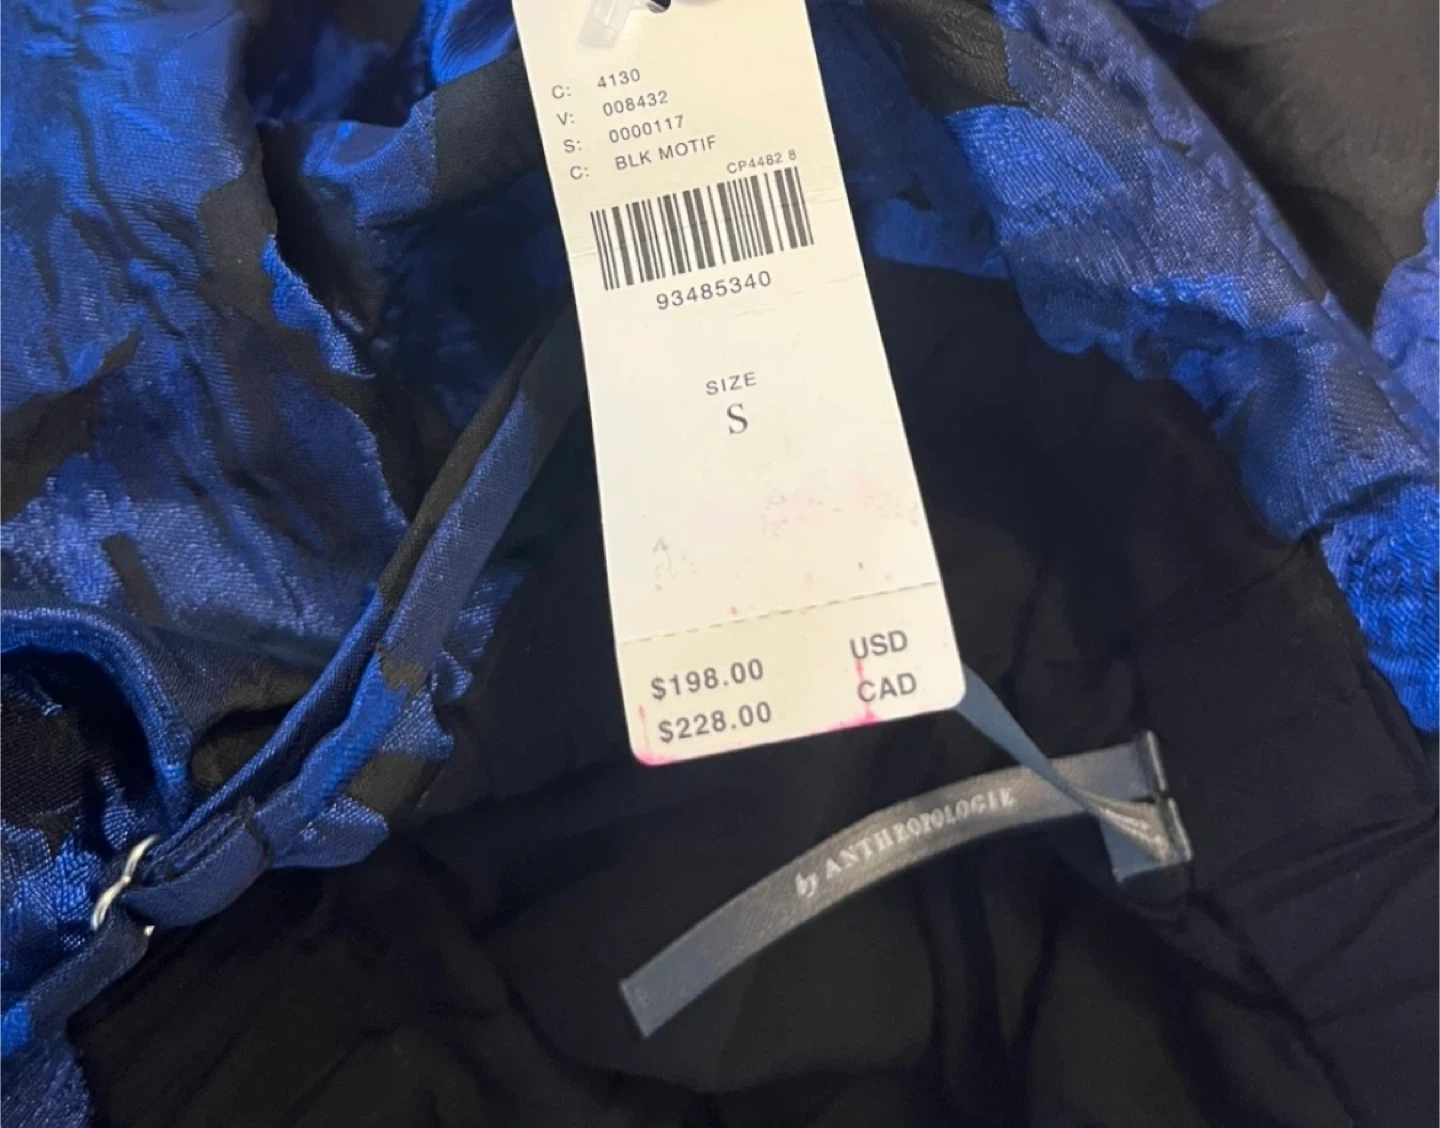 C: 4130
V: 008432
S: 0000117
C: BLK MOTIF
CP4482 8
93485340
SIZE
S
$198.00 USD
$228.00 CAD
by ANTHROPOLOGIE